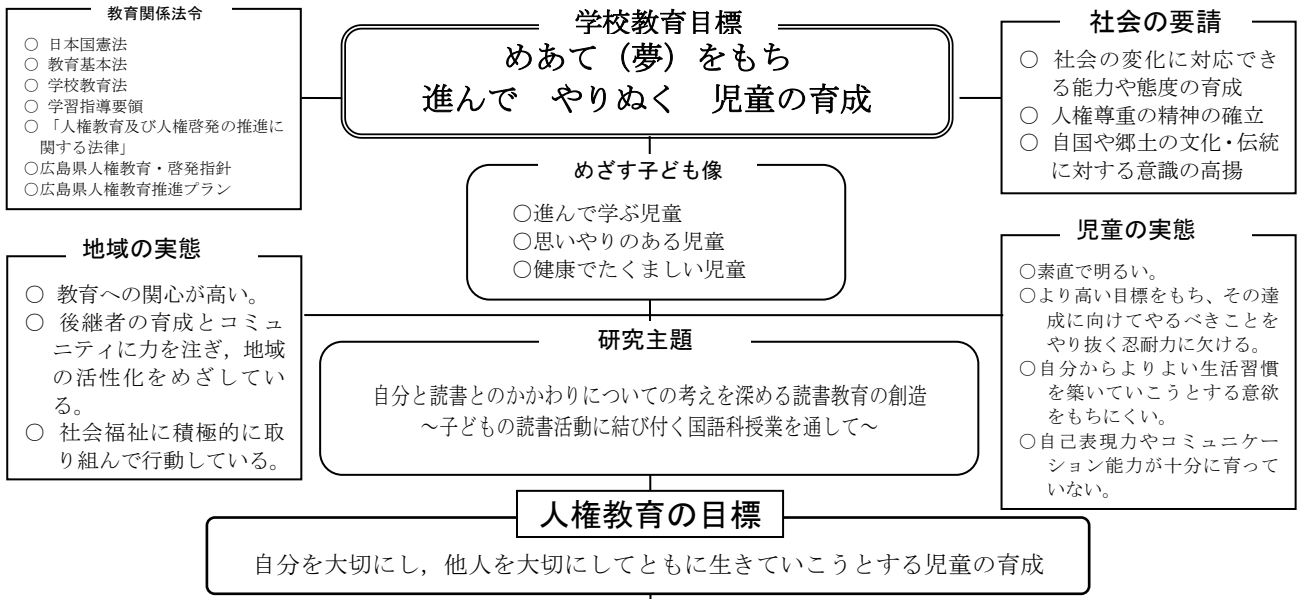 教育関係法令
○ 日本国憲法
○ 教育基本法
○ 学校教育法
○ 学習指導要領
○ 「人権教育及び人権啓発の推進に
関する法律」
○広島県人権教育・啓発指針
○広島県人権教育推進プラン
学校教育目標
めあて(夢)をもち
進んで やりぬく 児童の育成
社会の要請
○ 社会の変化に対応でき
る能力や態度の育成
○ 人権尊重の精神の確立
○ 自国や郷土の文化・伝統
に対する意識の高揚
めざす子ども像
○進んで学ぶ児童
○思いやりのある児童
○健康でたくましい児童
地域の実態
○ 教育への関心が高い。
○ 後継者の育成とコミュ
ニティに力を注ぎ，地域
の活性化をめざしてい
る。
○ 社会福祉に積極的に取
り組んで行動している。
児童の実態
○素直で明るい。
○より高い目標をもち、その達
成に向けてやるべきことを
やり抜く忍耐力に欠ける。
○自分からよりよい生活習慣
を築いていこうとする意欲
をもちにくい。
○自己表現力やコミュニケー
ション能力が十分に育って
いない。
研究主題
自分と読書とのかかわりについての考えを深める読書教育の創造
～子どもの読書活動に結び付く国語科授業を通して～
人権教育の目標
自分を大切にし，他人を大切にしてともに生きていこうとする児童の育成